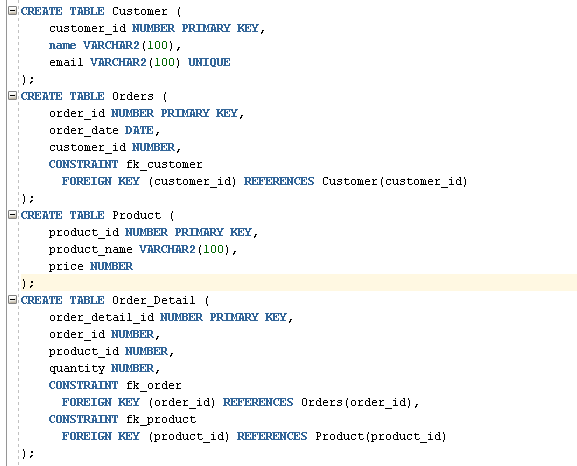 CREATE TABLE Customer (
    customer_id NUMBER PRIMARY KEY,
    name VARCHAR2(100),
    email VARCHAR2(100) UNIQUE
);
CREATE TABLE Orders (
    order_id NUMBER PRIMARY KEY,
    order_date DATE,
    customer_id NUMBER,
    CONSTRAINT fk_customer
      FOREIGN KEY (customer_id) REFERENCES Customer(customer_id)
);
CREATE TABLE Product (
    product_id NUMBER PRIMARY KEY,
    product_name VARCHAR2(100),
    price NUMBER
);
CREATE TABLE Order_Detail (
    order_detail_id NUMBER PRIMARY KEY,
    order_id NUMBER,
    product_id NUMBER,
    quantity NUMBER,
    CONSTRAINT fk_order
      FOREIGN KEY (order_id) REFERENCES Orders(order_id),
    CONSTRAINT fk_product
      FOREIGN KEY (product_id) REFERENCES Product(product_id)
);